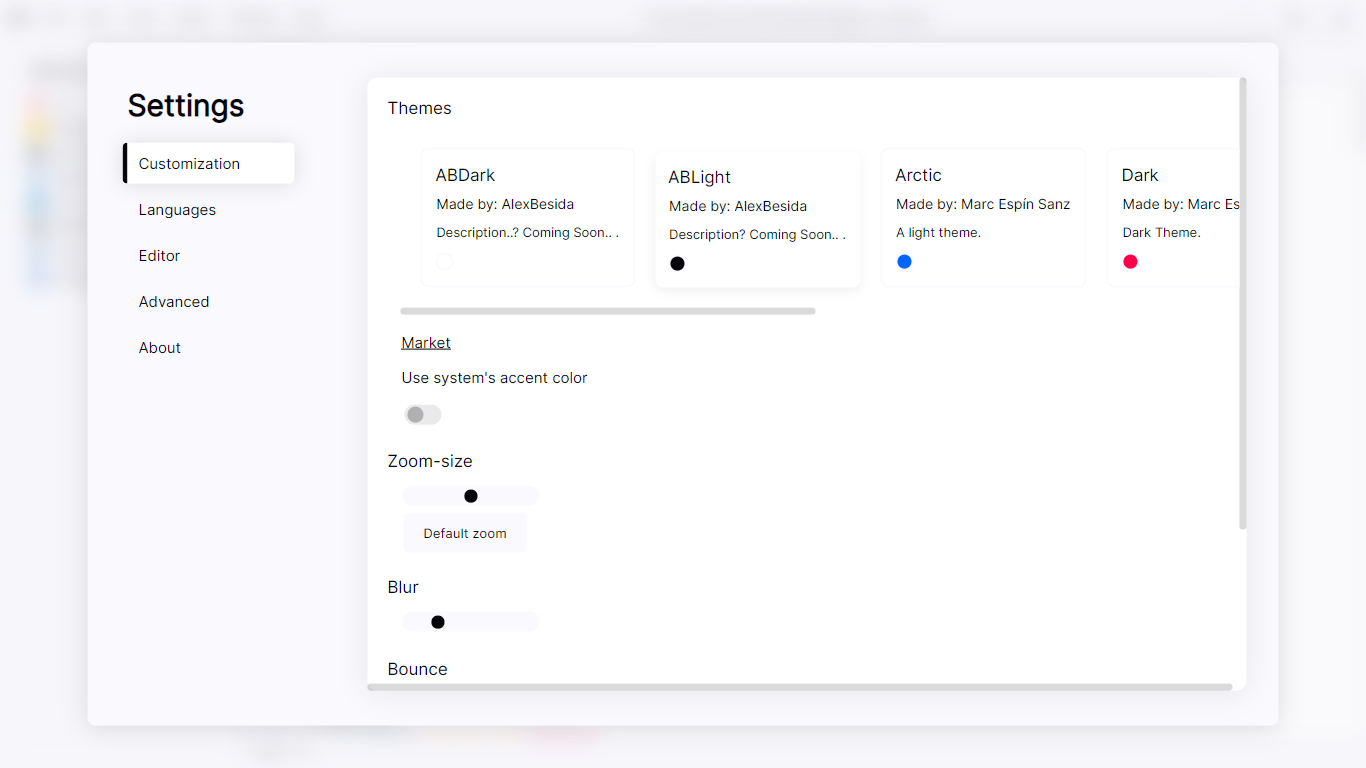 Settings
Customization
Languages
Editor
Advanced
About
Themes
ABDark
Made by: AlexBesida
Description..? Coming Soon.. .
ABLight
Made by: AlexBesida
Description? Coming Soon.. .
Arctic
Made by: Marc Espín Sanz
A light theme.
Dark
Made by: Marc Es
Dark Theme.
Market
Use system's accent color
Zoom-size
Default zoom
Blur
Bounce